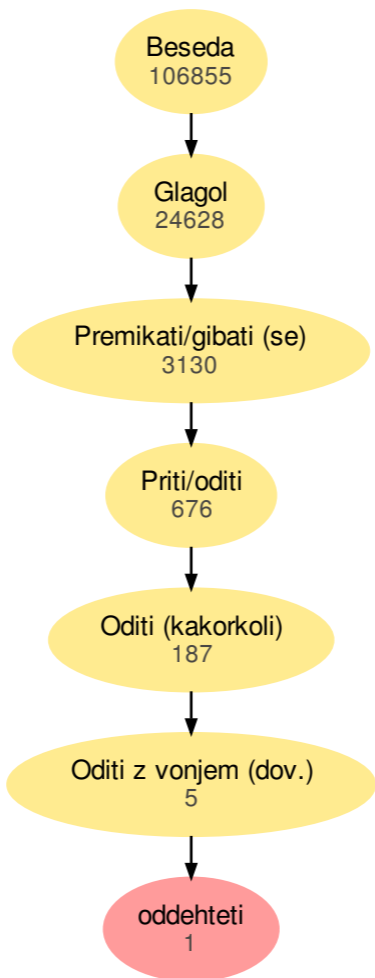 Beseda
106855
Glagol
24628
Premikati/gibati (se)
3130
Priti/oditi
676
Oditi (kakorkoli)
187
Oditi z vonjem (dov.)
5
oddehteti
1